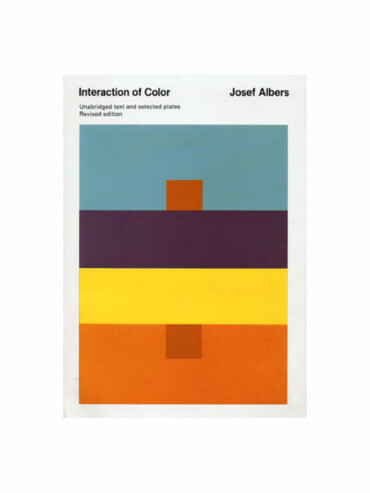 Interaction of Color
Josef Albers
Unabridged text and selected plates
Revised edition